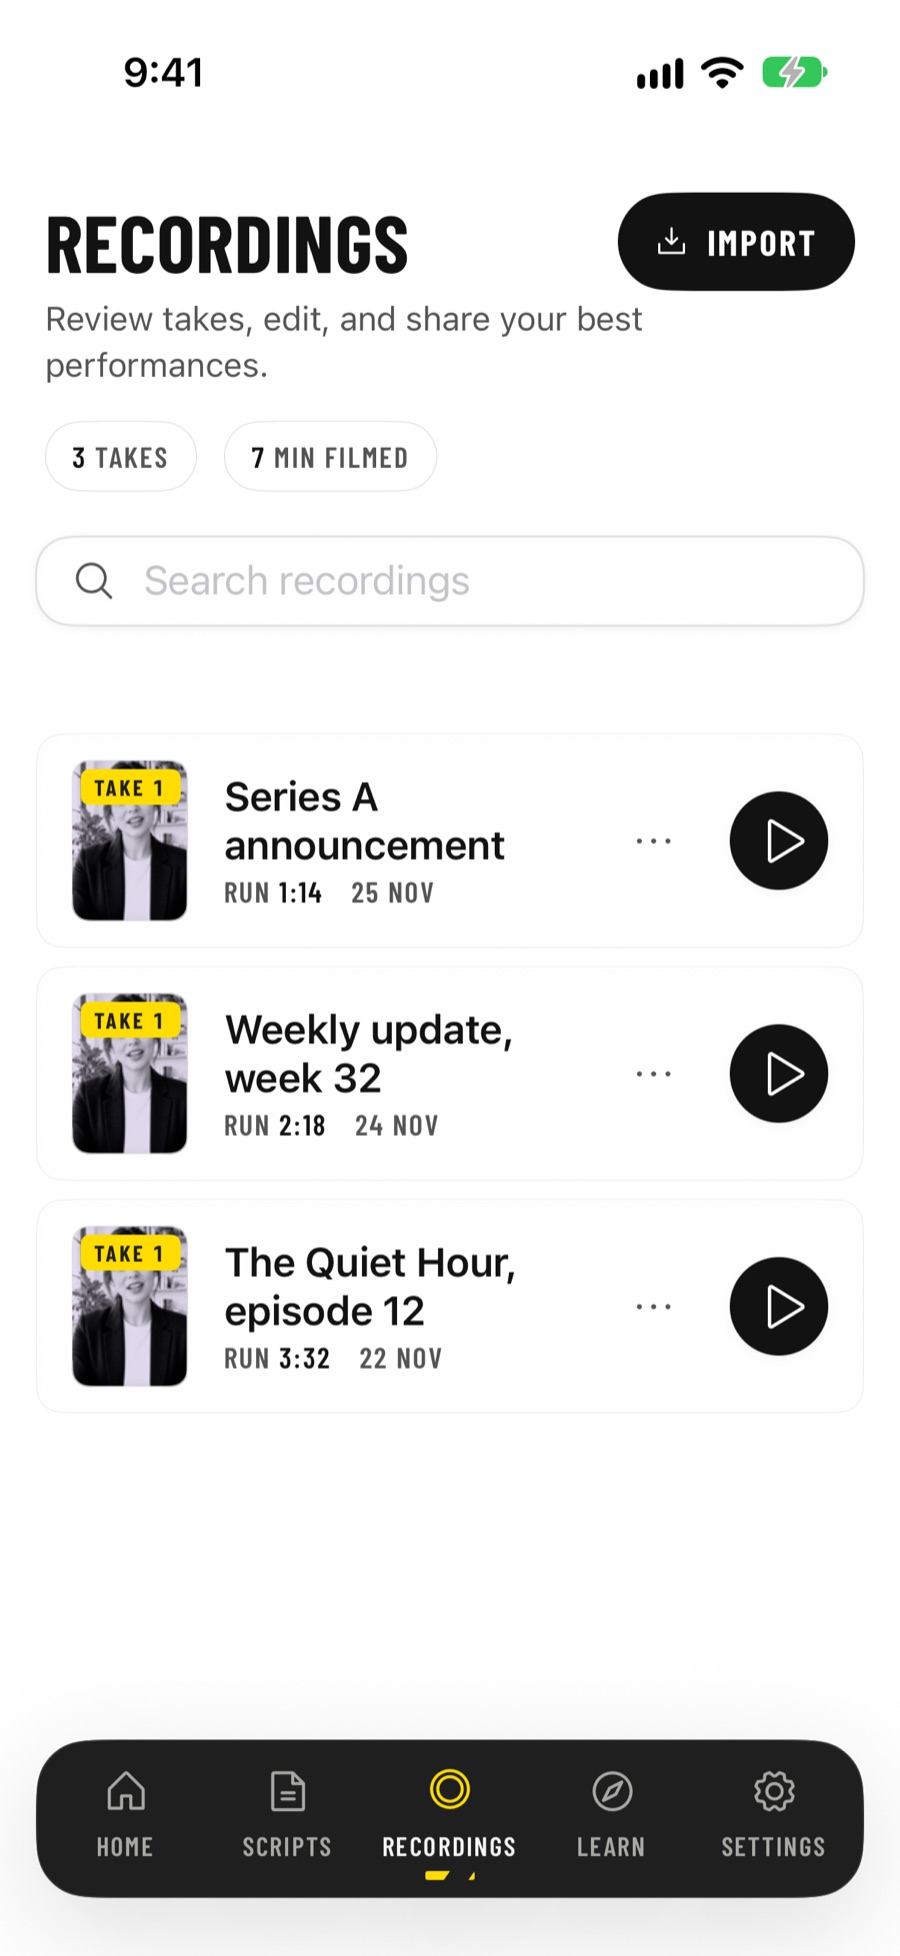 9:41
RECORDINGS
IMPORT
Review takes, edit, and share your best
performances.
3 TAKES
7 MIN FILMED
Search recordings
TAKE 1
Series A
announcement
RUN 1:14 25 NOV
TAKE 1
Weekly update,
week 32
RUN 2:18 24 NOV
TAKE 1
The Quiet Hour,
episode 12
RUN 3:32 22 NOV
HOME
SCRIPTS
RECORDINGS
LEARN
SETTINGS